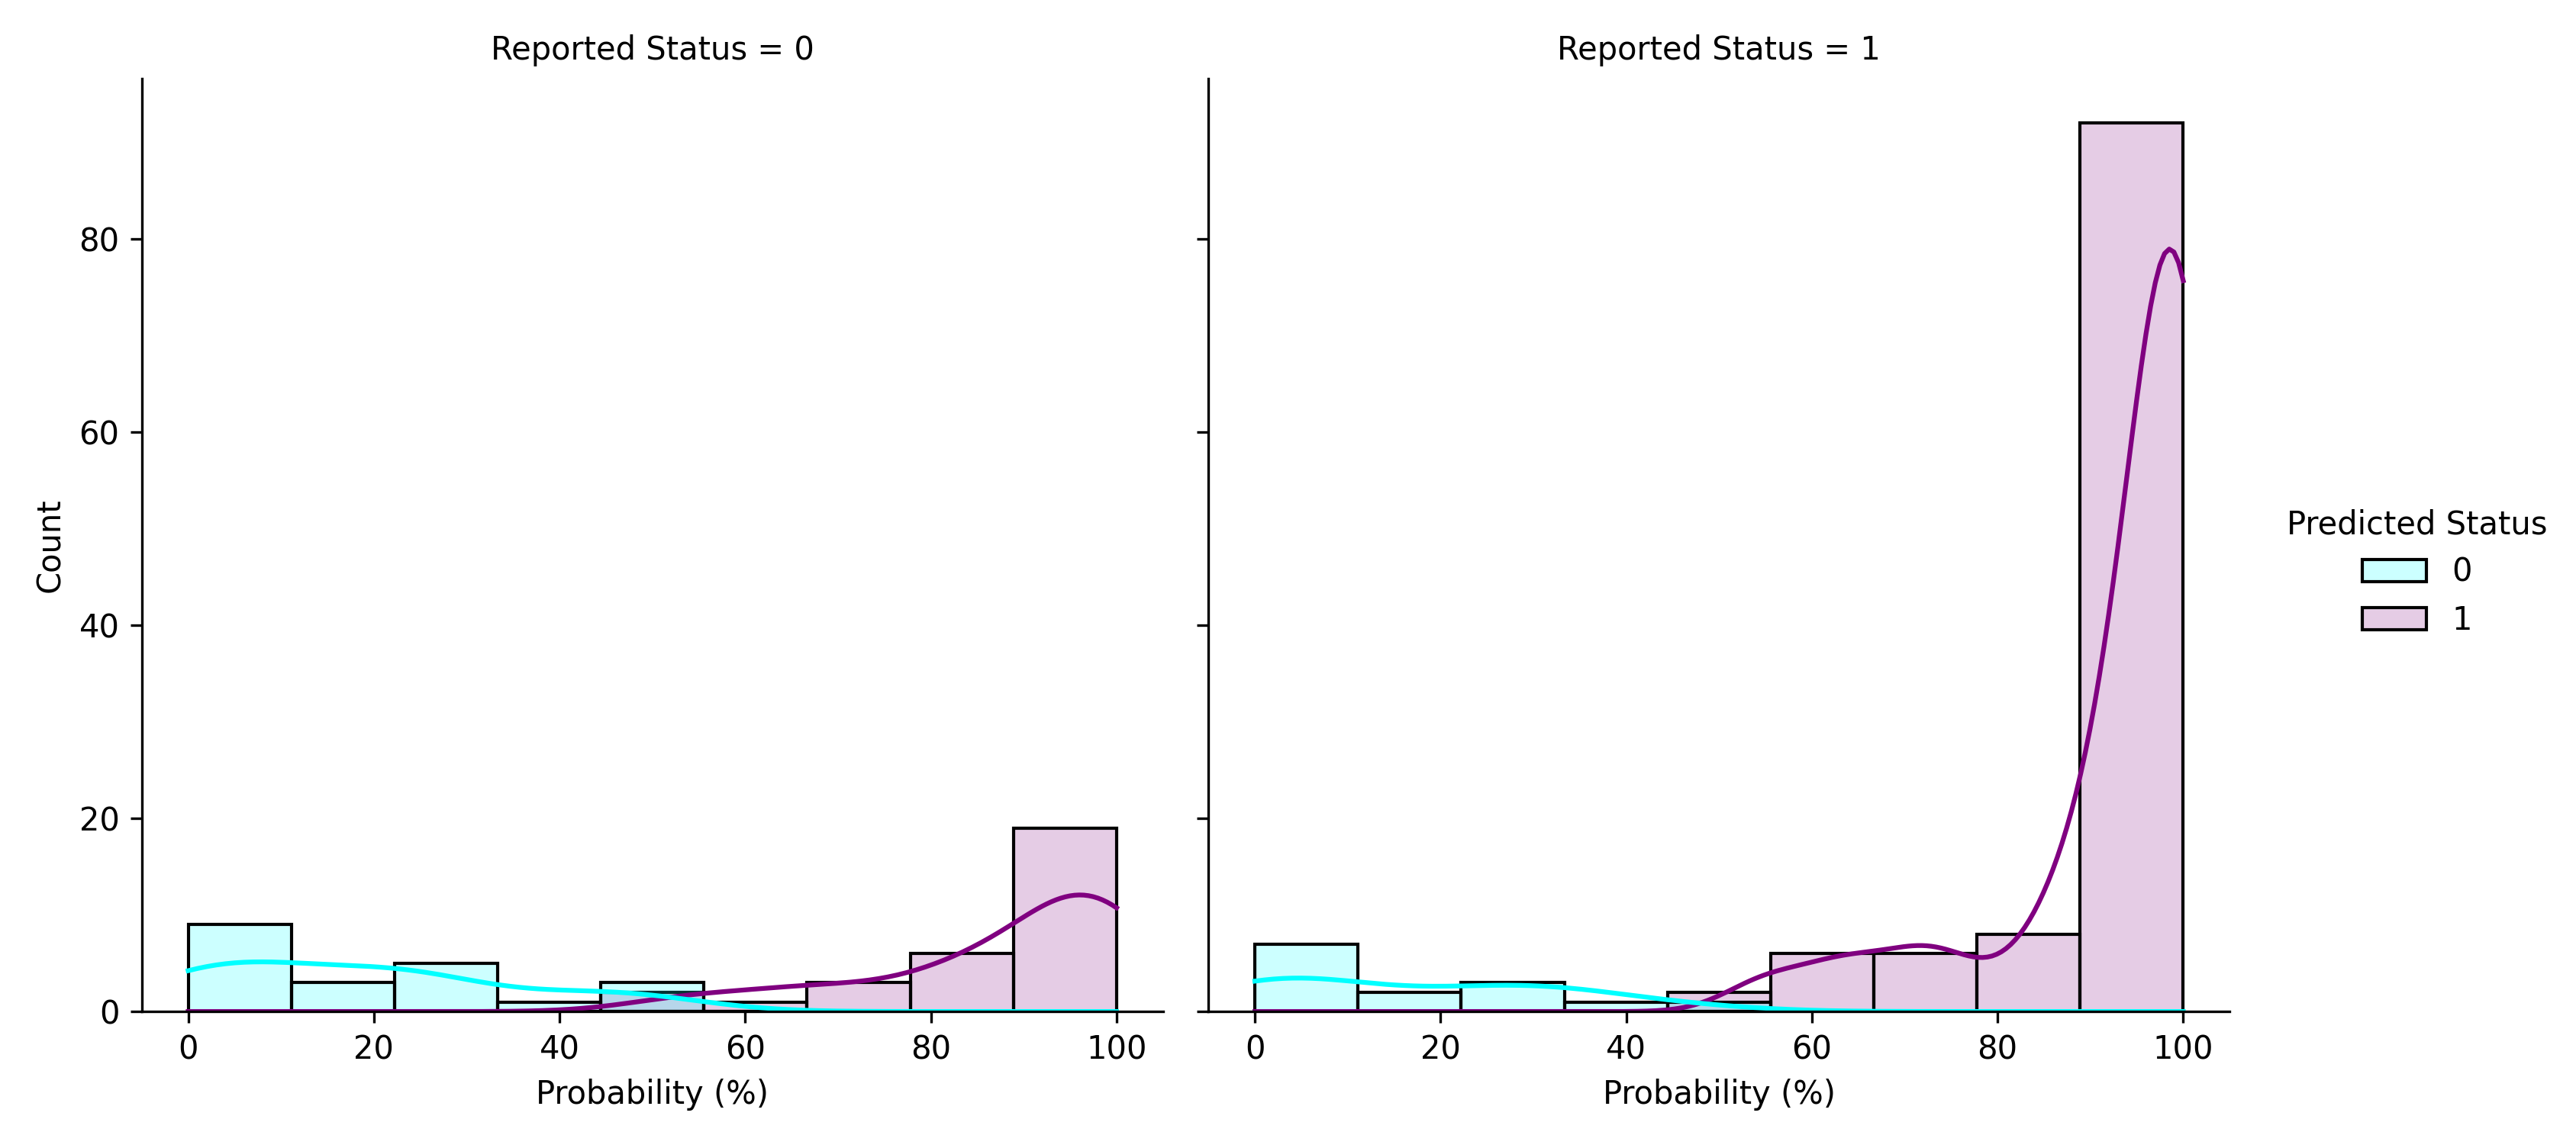 Reported Status = 0
Reported Status = 1
Count
80
60
40
20
0
0 20 40 60 80 100
0 20 40 60 80 100
Probability (%)
Probability (%)
Predicted Status
0
1